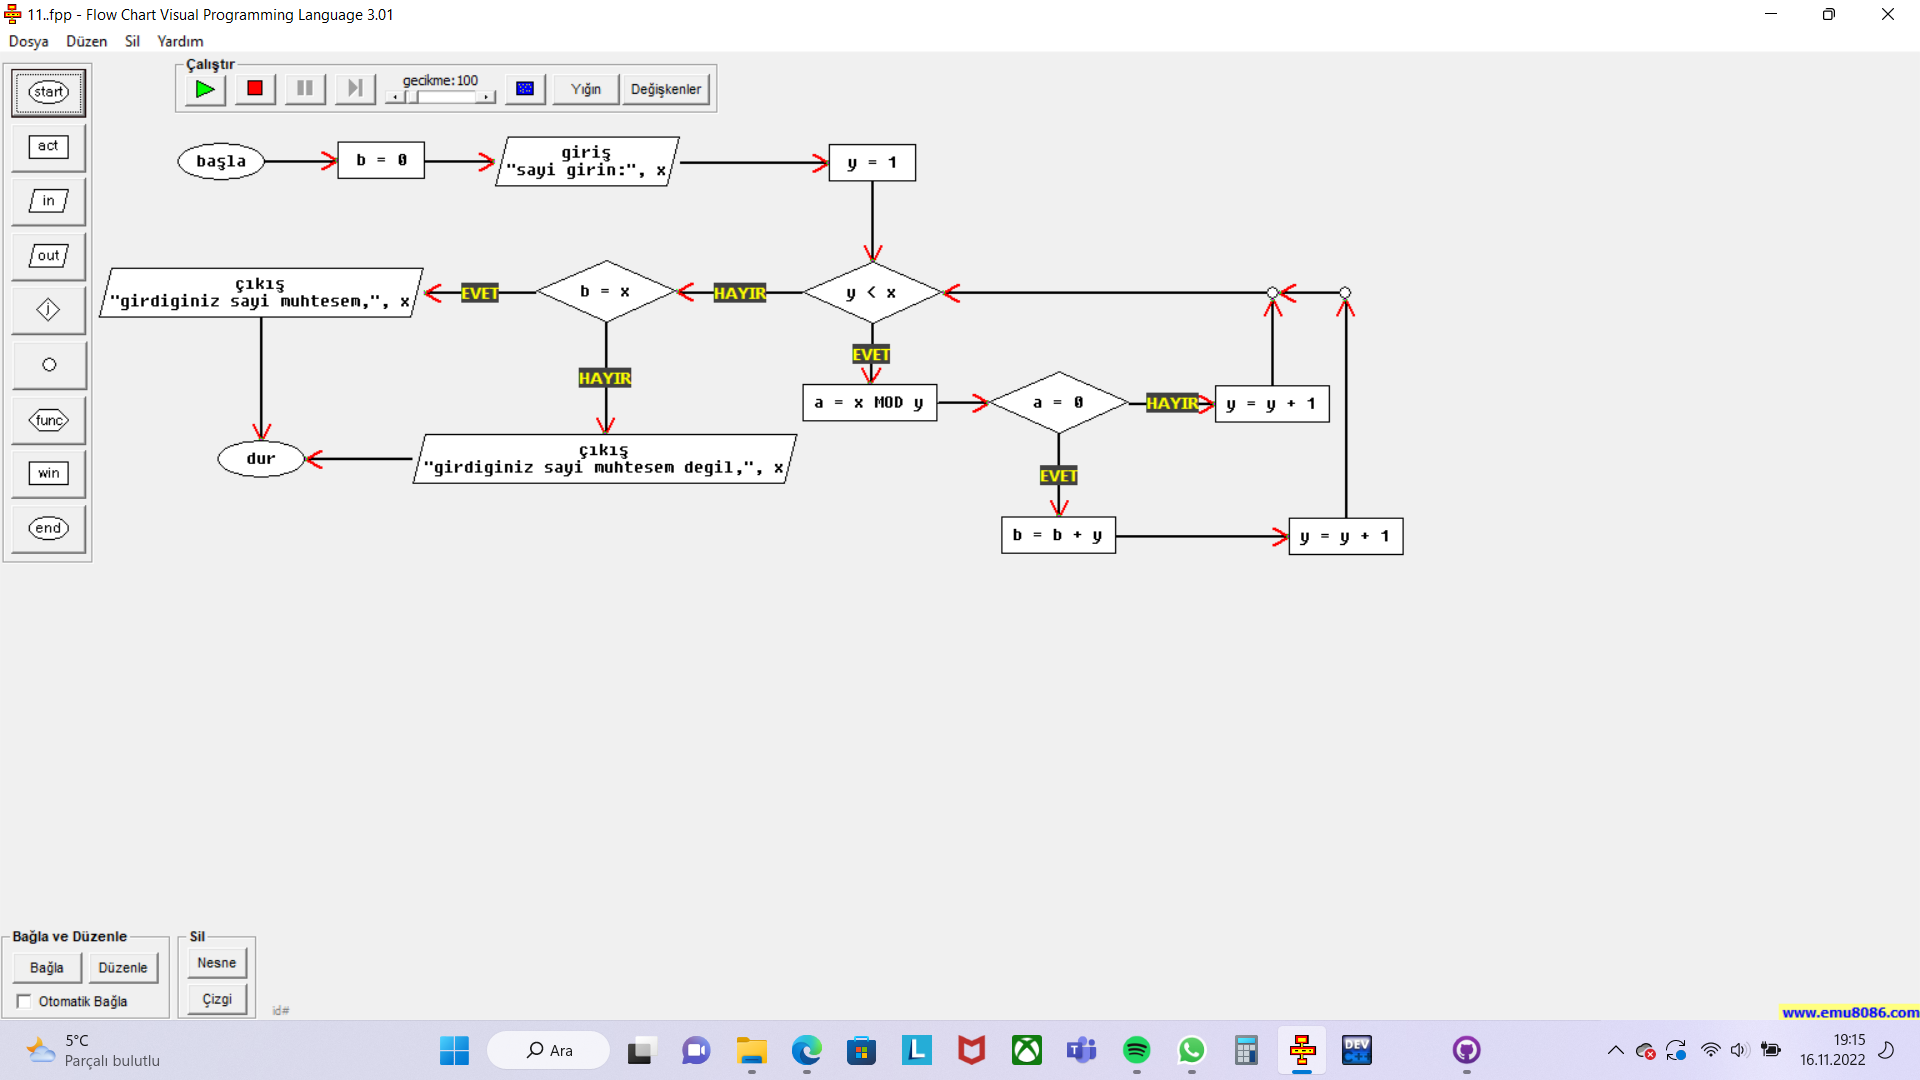 11..fpp - Flow Chart Visual Programming Language 3.01
Dosya Düzen Sil Yardım
Çalıştır
gecikme:100
Yığın
Değişkenler
start
act
in
out
j
func
win
end
başla
b = 0
giriş
"sayi girin:", x
y = 1
çıkış
"girdiginiz sayi muhtesem,", x
EVET
b = x
HAYIR
y < x
EVET
HAYIR
a = x MOD y
a = 0
HAYIR
y = y + 1
dur
çıkış
"girdiginiz sayi muhtesem degil,", x
EVET
b = b + y
y = y + 1
Bağla ve Düzenle
Bağla
Düzenle
Otomatik Bağla
Sil
Nesne
Çizgi
id#
www.emu8086.com
5°C
Parçalı bulutlu
Ara
L
DEV
C++
19:15
16.11.2022